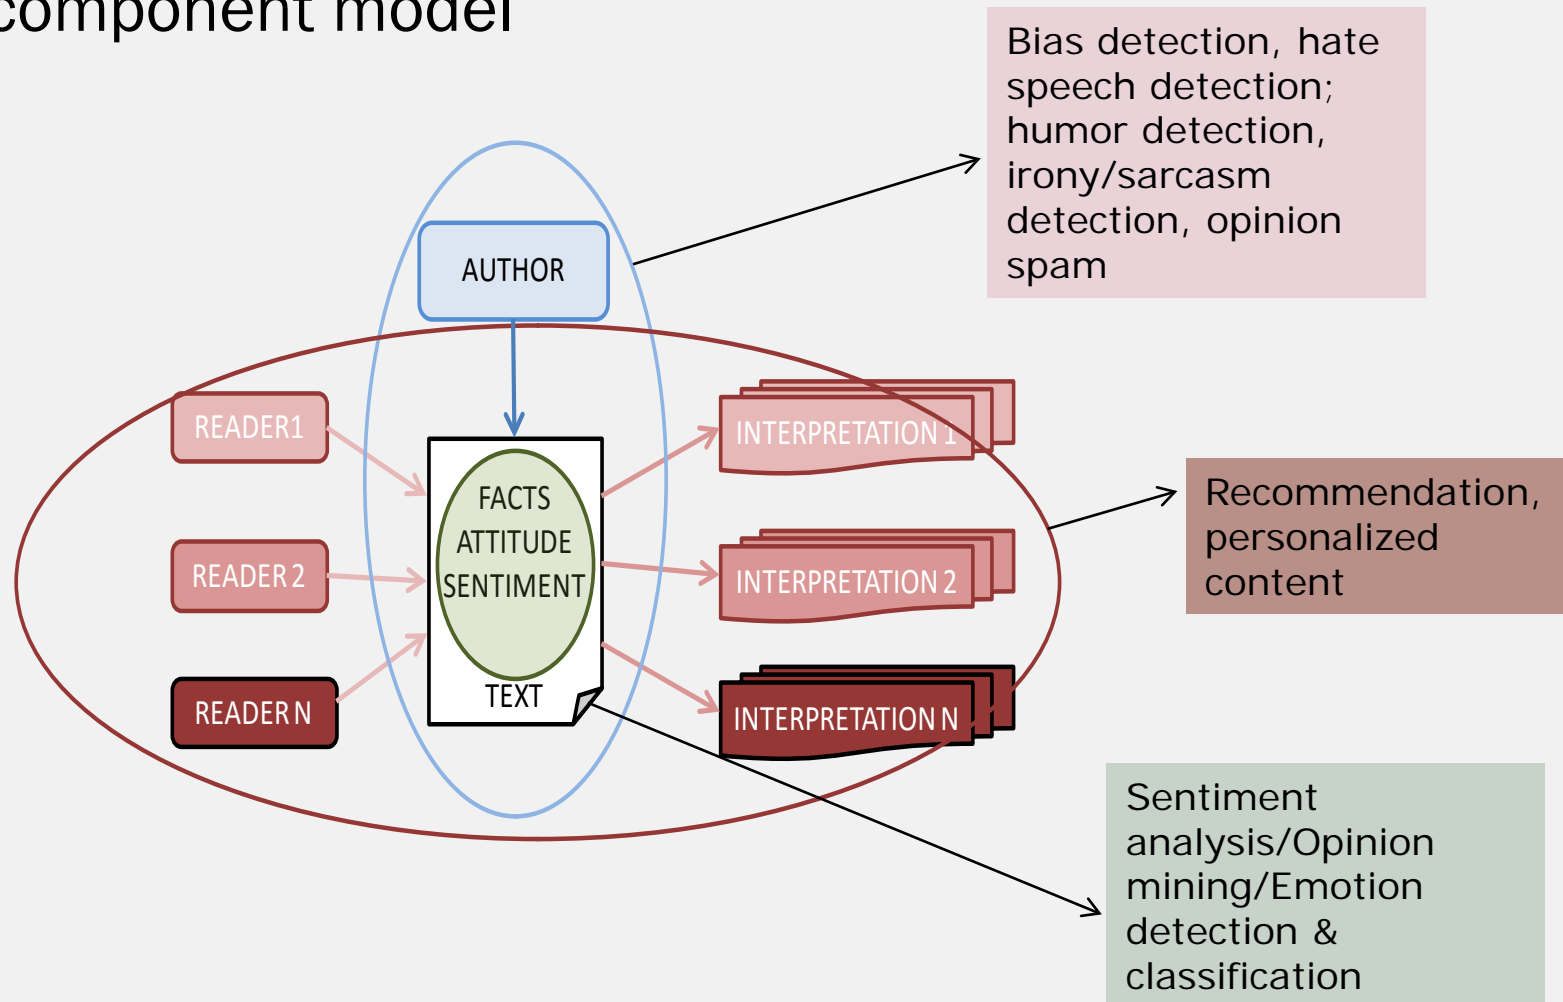 component model
Bias detection, hate
speech detection;
humor detection,
irony/sarcasm
detection, opinion
spam
AUTHOR
READER1
INTERPRETATION 1
FACTS
ATTITUDE
SENTIMENT
READER 2
INTERPRETATION 2
Recommendation,
personalized
content
TEXT
READER N
INTERPRETATION N
Sentiment
analysis/Opinion
mining/Emotion
detection &
classification